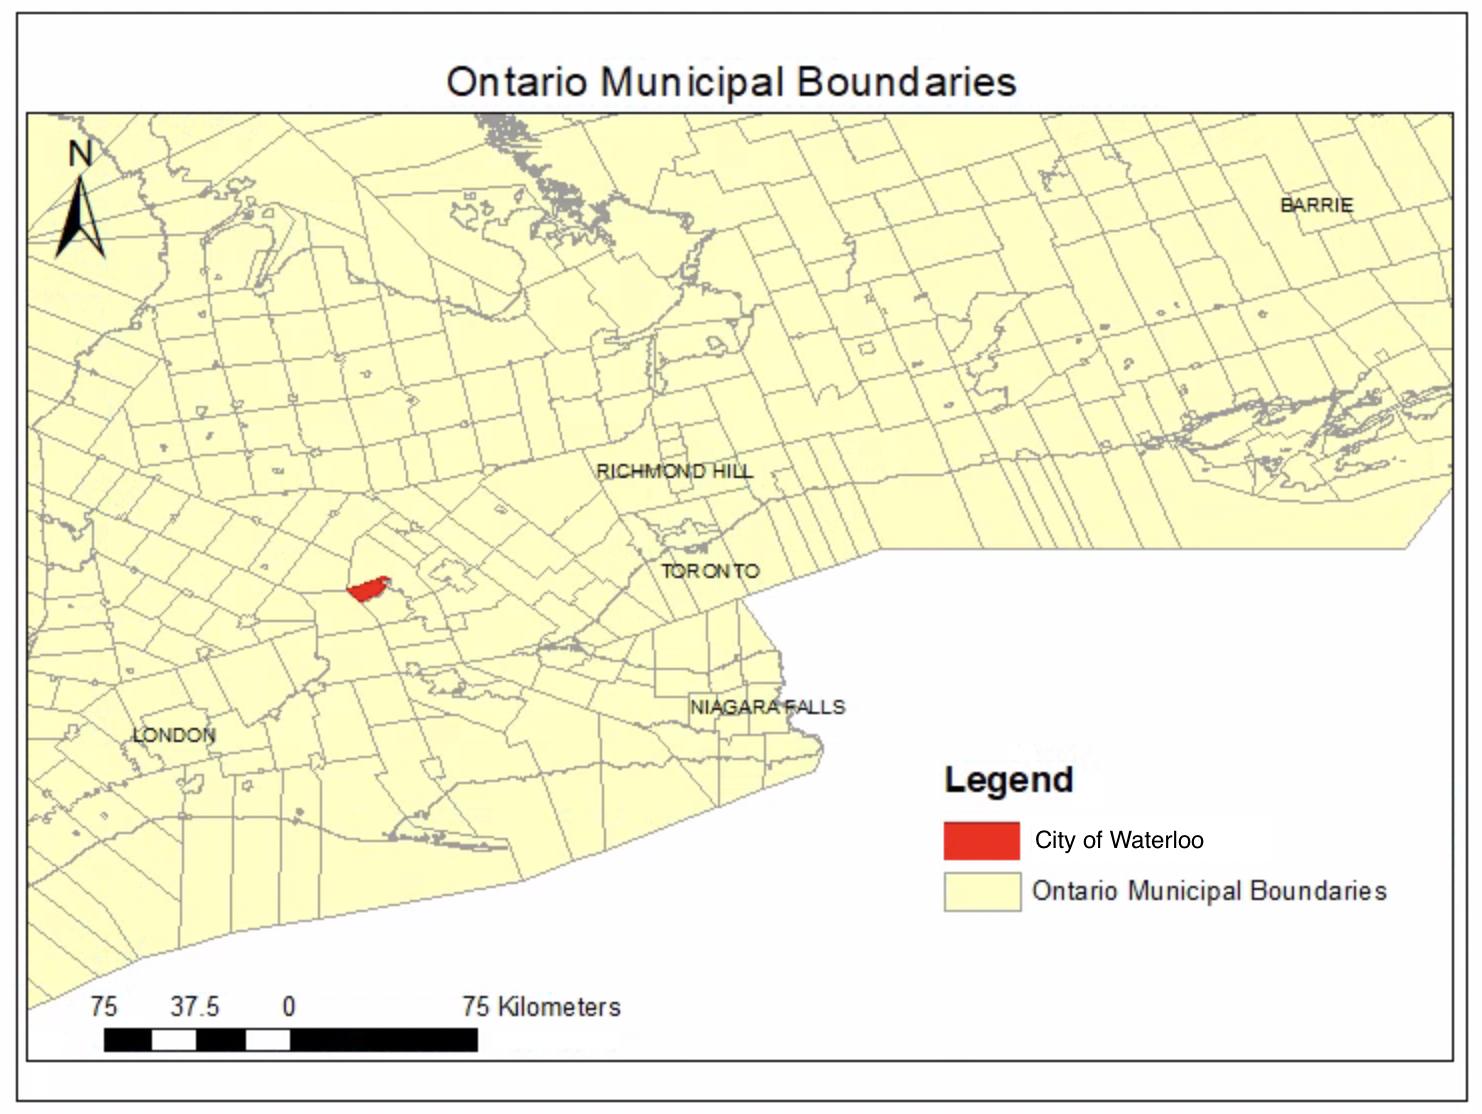 Ontario Municipal Boundaries
N
BARRIE
RICHMOND HILL
TORONTO
NIAGARA FALLS
LONDON
Legend
City of Waterloo
Ontario Municipal Boundaries
75 37.5 0 75 Kilometers